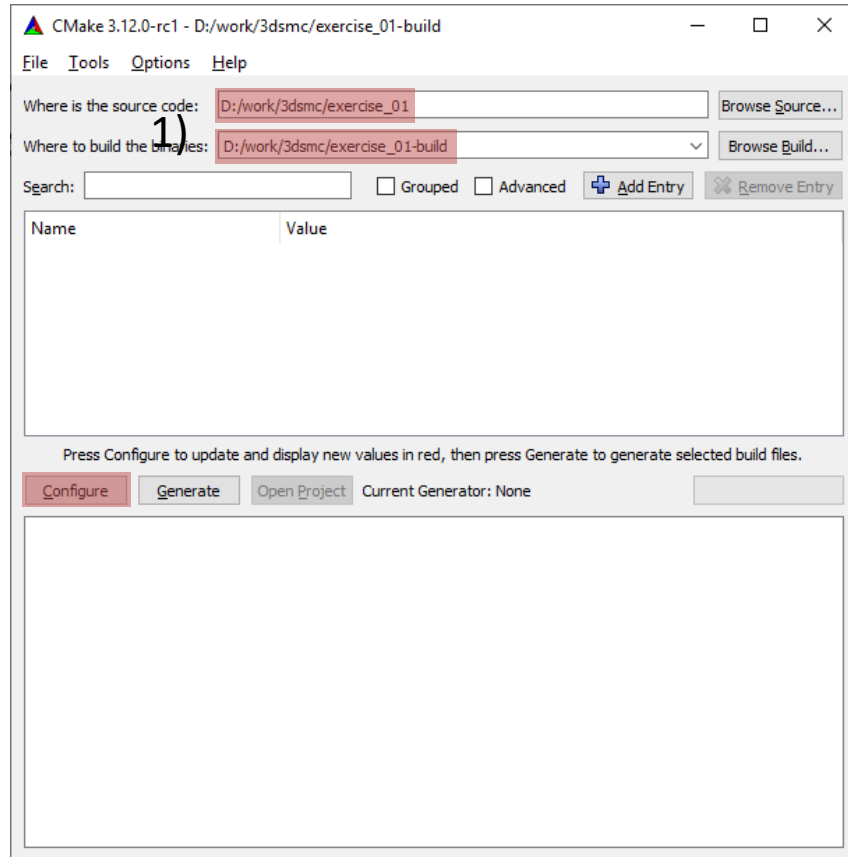 CMake 3.12.0-rc1 - D:/work/3dsmc/exercise_01-build
File Tools Options Help
Where is the source code: D:/work/3dsmc/exercise_01 Browse Source...
1)
Where to build the binaries: D:/work/3dsmc/exercise_01-build Browse Build...
Search: Grouped Advanced Add Entry Remove Entry
Name Value
Press Configure to update and display new values in red, then press Generate to generate selected build files.
Configure Generate Open Project Current Generator: None